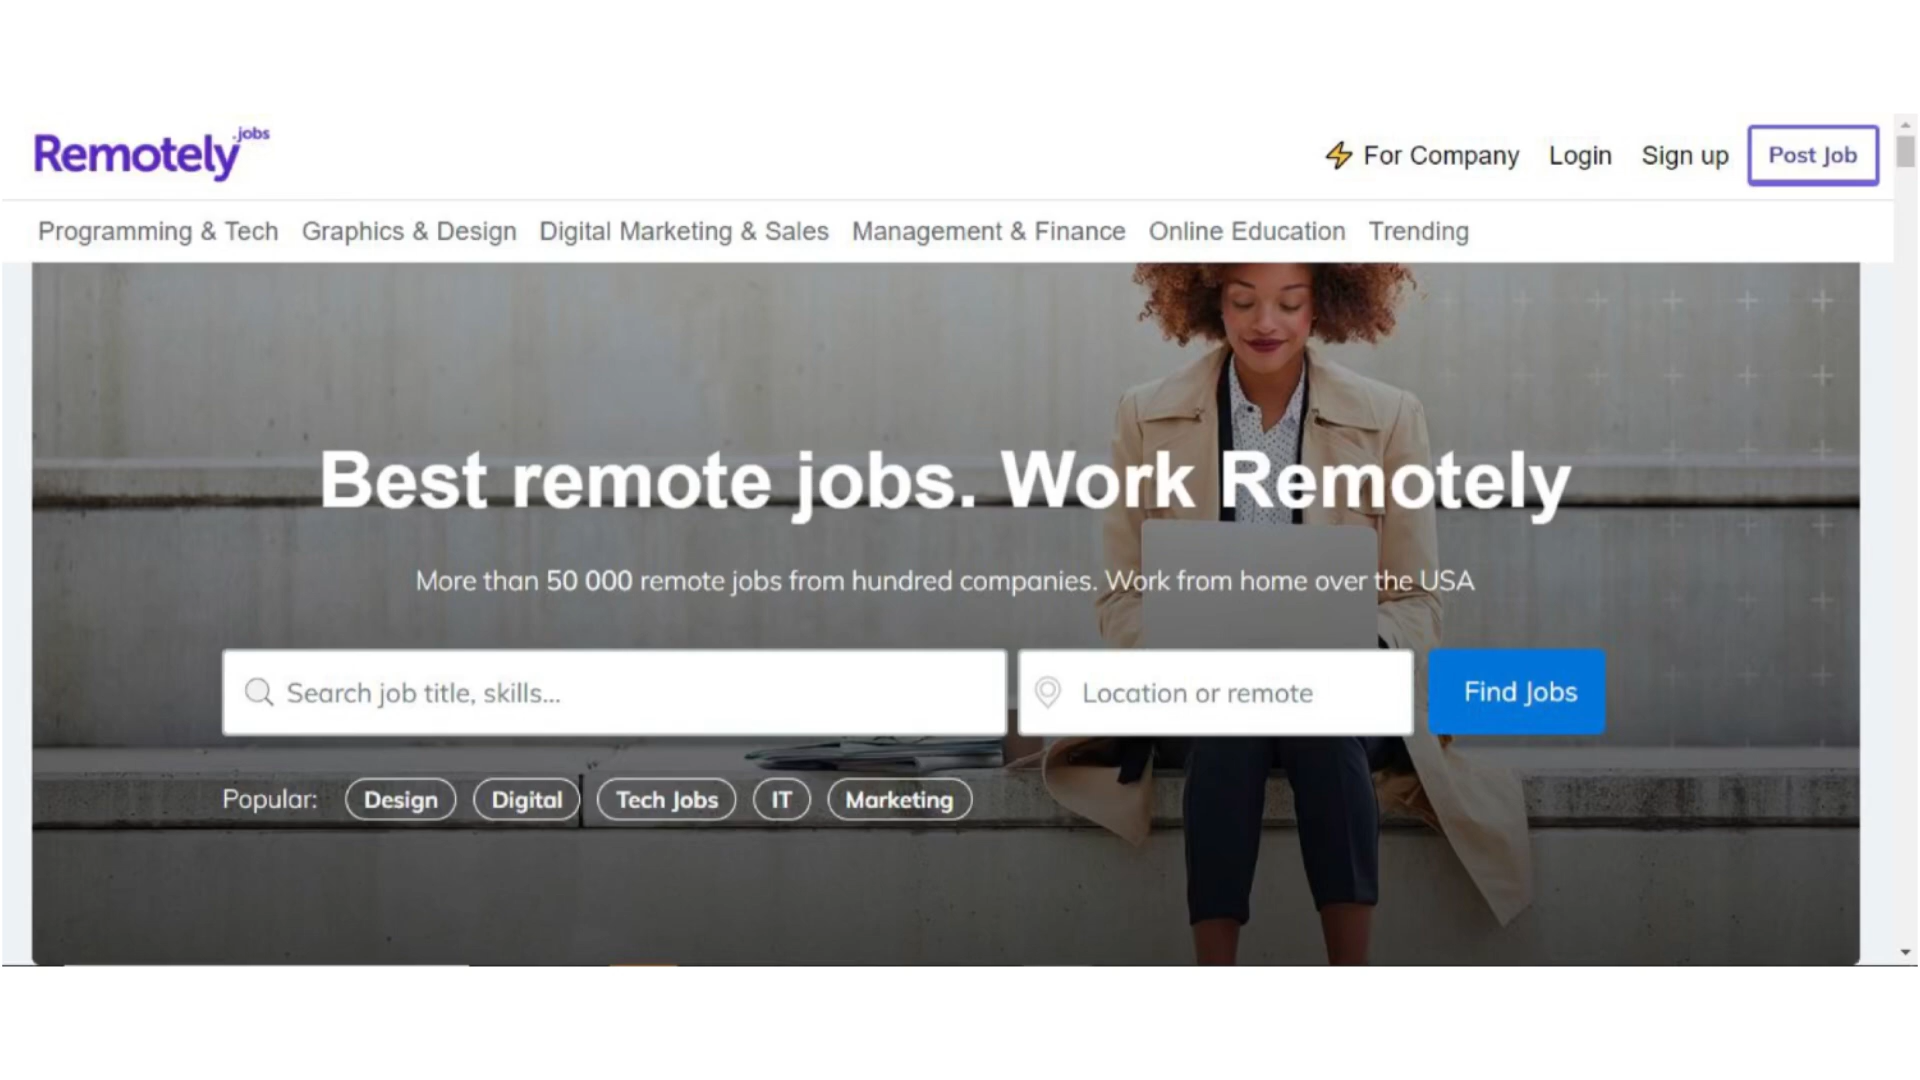 Remotely.jobs
For Company Login Sign up Post Job
Programming & Tech Graphics & Design Digital Marketing & Sales Management & Finance Online Education Trending
Best remote jobs. Work Remotely
More than 50 000 remote jobs from hundred companies. Work from home over the USA
Search job title, skills... Location or remote Find Jobs
Popular: Design Digital Tech Jobs IT Marketing